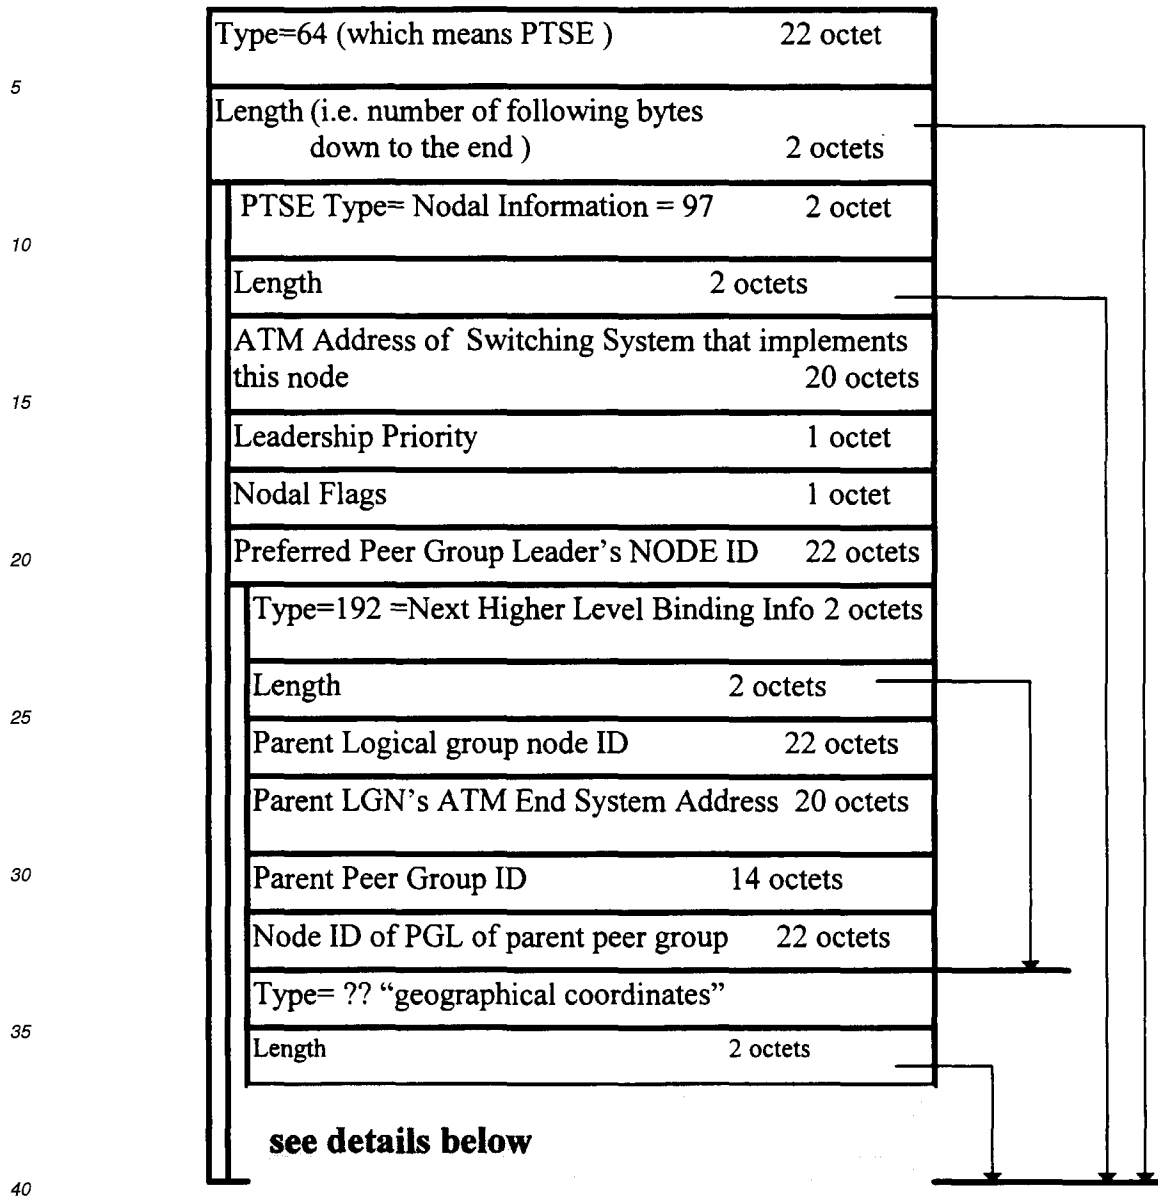 Type=64 (which means PTSE ) 22 octet
5
Length (i.e. number of following bytes
down to the end ) 2 octets
PTSE Type= Nodal Information = 97 2 octet
10
Length 2 octets
ATM Address of Switching System that implements
this node 20 octets
15
Leadership Priority 1 octet
Nodal Flags 1 octet
20
Preferred Peer Group Leader's NODE ID 22 octets
Type=192 =Next Higher Level Binding Info 2 octets
Length 2 octets
25
Parent Logical group node ID 22 octets
Parent LGN's ATM End System Address 20 octets
30
Parent Peer Group ID 14 octets
Node ID of PGL of parent peer group 22 octets
Type= ?? “geographical coordinates”
35
Length 2 octets
see details below
40